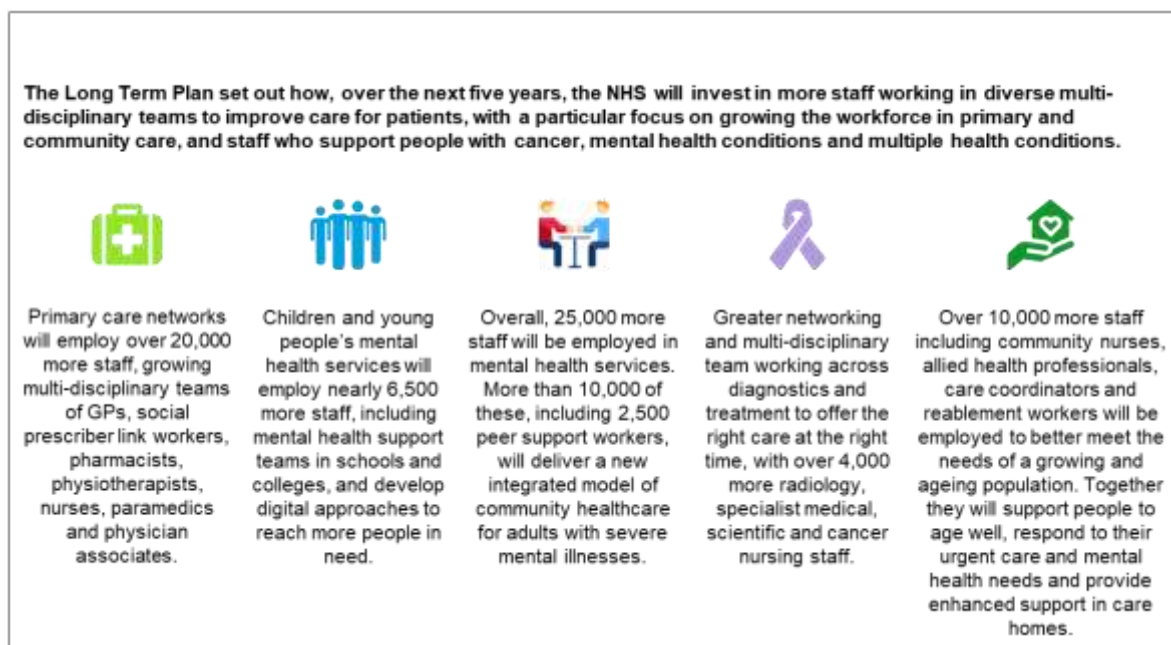 The Long Term Plan set out how, over the next five years, the NHS will invest in more staff working in diverse multi-
disciplinary teams to improve care for patients, with a particular focus on growing the workforce in primary and
community care, and staff who support people with cancer, mental health conditions and multiple health conditions.
Primary care networks
will employ over 20,000
more staff, growing
multi-disciplinary teams
of GPs, social
prescriber link workers,
pharmacists,
physiotherapists,
nurses, paramedics
and physician
associates.
Children and young
people's mental
health services will
employ nearly 6,500
more staff, including
mental health support
teams in schools and
colleges, and develop
digital approaches to
reach more people in
need.
Overall, 25,000 more
staff will be employed in
mental health services.
More than 10,000 of
these, including 2,500
peer support workers,
will deliver a new
integrated model of
community healthcare
for adults with severe
mental illnesses.
Greater networking
and multi-disciplinary
team working across
diagnostics and
treatment to offer the
right care at the right
time, with over 4,000
more radiology,
specialist medical,
scientific and cancer
nursing staff.
Over 10,000 more staff
including community nurses,
allied health professionals,
care coordinators and
reablement workers will be
employed to better meet the
needs of a growing and
ageing population. Together
they will support people to
age well, respond to their
urgent care and mental
health needs and provide
enhanced support in care
homes.